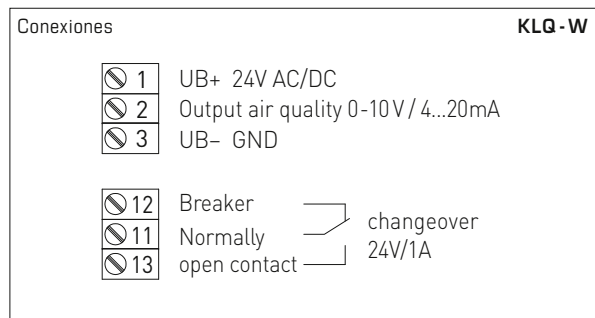 Conexiones KLQ-W
1 UB+ 24V AC/DC
2 Output air quality 0-10V / 4...20mA
3 UB– GND
12 Breaker
11 Normally
13 open contact
changeover
24V/1A